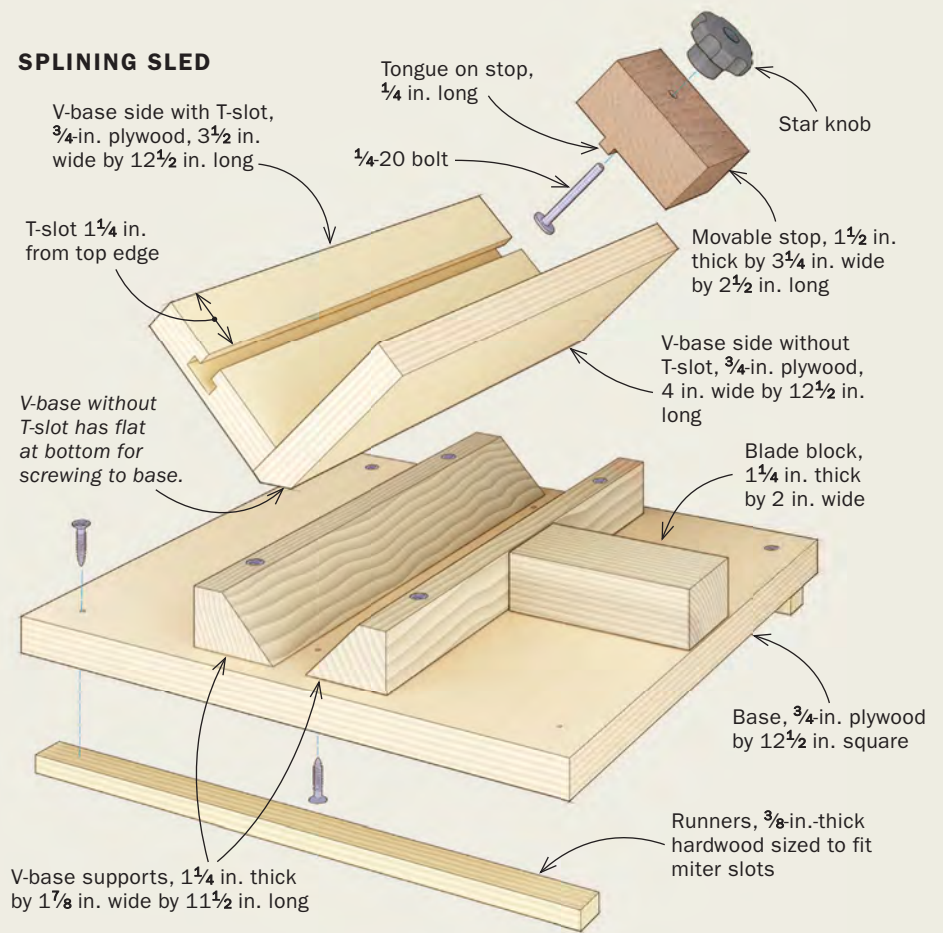 SPLINING SLED
V-base side with T-slot,
¾-in. plywood, 3½ in.
wide by 12½ in. long
Tongue on stop,
¼ in. long
Star knob
¼-20 bolt
T-slot 1¼ in.
from top edge
Movable stop, 1½ in.
thick by 3¼ in. wide
by 2½ in. long
V-base side without
T-slot, ¾-in. plywood,
4 in. wide by 12½ in.
long
V-base without
T-slot has flat
at bottom for
screwing to base.
Blade block,
1¼ in. thick
by 2 in. wide
Base, ¾-in. plywood
by 12½ in. square
Runners, ⅜-in.-thick
hardwood sized to fit
miter slots
V-base supports, 1¼ in. thick
by 1⅞ in. wide by 11½ in. long